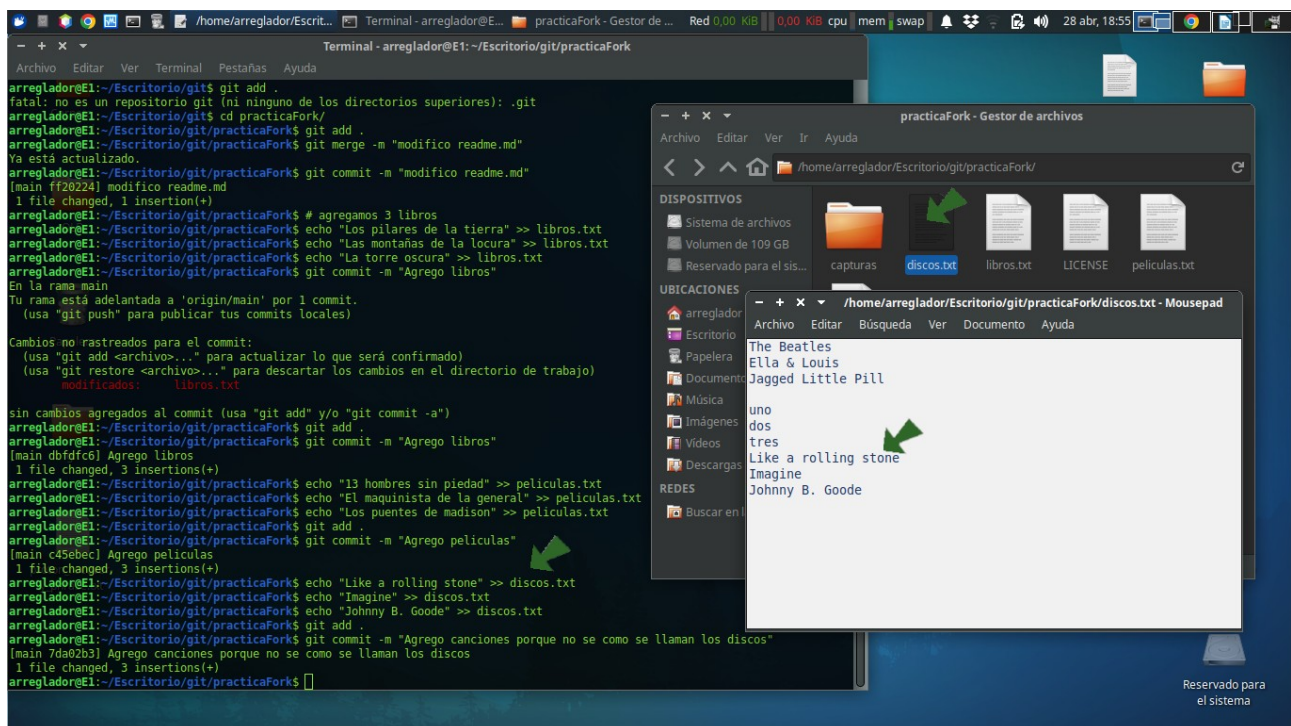 /home/arreglador/Escrit...
Terminal - arreglador@E...
practicaFork - Gestor de ...
Red 0,00 KiB
0,00 KiB cpu mem swap
28 abr, 18:55
Terminal - arreglador@E1: ~/Escritorio/git/practicaFork
Archivo Editar Ver Terminal Pestañas Ayuda
arreglador@E1:~/Escritorio/git$ git add .
fatal: no es un repositorio git (ni ninguno de los directorios superiores): .git
arreglador@E1:~/Escritorio/git$ cd practicaFork/
arreglador@E1:~/Escritorio/git/practicaFork$ git add .
arreglador@E1:~/Escritorio/git/practicaFork$ git merge -m "modifico readme.md"
Ya está actualizado.
arreglador@E1:~/Escritorio/git/practicaFork$ git commit -m "modifico readme.md"
[main ff20224] modifico readme.md
1 file changed, 1 insertion(+)
arreglador@E1:~/Escritorio/git/practicaFork$ # agregamos 3 libros
arreglador@E1:~/Escritorio/git/practicaFork$ echo "Los pilares de la tierra" >> libros.txt
arreglador@E1:~/Escritorio/git/practicaFork$ echo "Las montañas de la locura" >> libros.txt
arreglador@E1:~/Escritorio/git/practicaFork$ echo "La torre oscura" >> libros.txt
arreglador@E1:~/Escritorio/git/practicaFork$ git commit -m "Agrego libros"
En la rama main
Tu rama está adelantada a 'origin/main' por 1 commit.
(usa "git push" para publicar tus commits locales)
Cambios no rastreados para el commit:
(usa "git add <archivo>..." para actualizar lo que será confirmado)
(usa "git restore <archivo>..." para descartar los cambios en el directorio de trabajo)
modificados: libros.txt
sin cambios agregados al commit (usa "git add" y/o "git commit -a")
arreglador@E1:~/Escritorio/git/practicaFork$ git add .
arreglador@E1:~/Escritorio/git/practicaFork$ git commit -m "Agrego libros"
[main dbfdfc6] Agrego libros
1 file changed, 3 insertions(+)
arreglador@E1:~/Escritorio/git/practicaFork$ echo "13 hombres sin piedad" >> peliculas.txt
arreglador@E1:~/Escritorio/git/practicaFork$ echo "El maquinista de la general" >> peliculas.txt
arreglador@E1:~/Escritorio/git/practicaFork$ echo "Los puentes de madison" >> peliculas.txt
arreglador@E1:~/Escritorio/git/practicaFork$ git add .
arreglador@E1:~/Escritorio/git/practicaFork$ git commit -m "Agrego peliculas"
[main c45ebec] Agrego peliculas
1 file changed, 3 insertions(+)
arreglador@E1:~/Escritorio/git/practicaFork$ echo "Like a rolling stone" >> discos.txt
arreglador@E1:~/Escritorio/git/practicaFork$ echo "Imagine" >> discos.txt
arreglador@E1:~/Escritorio/git/practicaFork$ echo "Johnny B. Goode" >> discos.txt
arreglador@E1:~/Escritorio/git/practicaFork$ git add .
arreglador@E1:~/Escritorio/git/practicaFork$ git commit -m "Agrego canciones porque no se como se llaman los discos"
[main 7da02b3] Agrego canciones porque no se como se llaman los discos
1 file changed, 3 insertions(+)
arreglador@E1:~/Escritorio/git/practicaFork$
practicaFork - Gestor de archivos
Archivo Editar Ver Ir Ayuda
/home/arreglador/Escritorio/git/practicaFork/
DISPOSITIVOS
Sistema de archivos
Volumen de 109 GB
Reservado para el sis...
UBICACIONES
arreglador
Escritorio
Papelera
Document
Música
Imágenes
Vídeos
Descargas
REDES
Buscar en l
capturas
discos.txt
libros.txt
LICENSE
peliculas.txt
/home/arreglador/Escritorio/git/practicaFork/discos.txt - Mousepad
Archivo Editar Búsqueda Ver Documento Ayuda
The Beatles
Ella & Louis
Jagged Little Pill
uno
dos
tres
Like a rolling stone
Imagine
Johnny B. Goode
Reservado para
el sistema